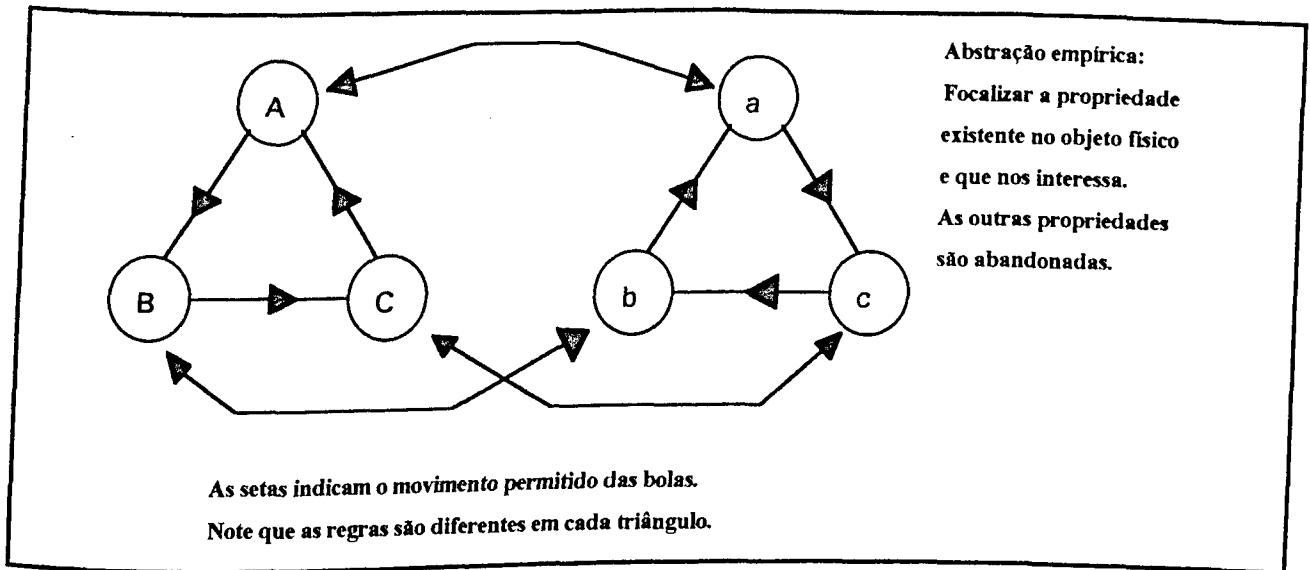 A
a
B
C
b
c
Abstração empírica:
Focalizar a propriedade
existente no objeto físico
e que nos interessa.
As outras propriedades
são abandonadas.
As setas indicam o movimento permitido das bolas.
Note que as regras são diferentes em cada triângulo.